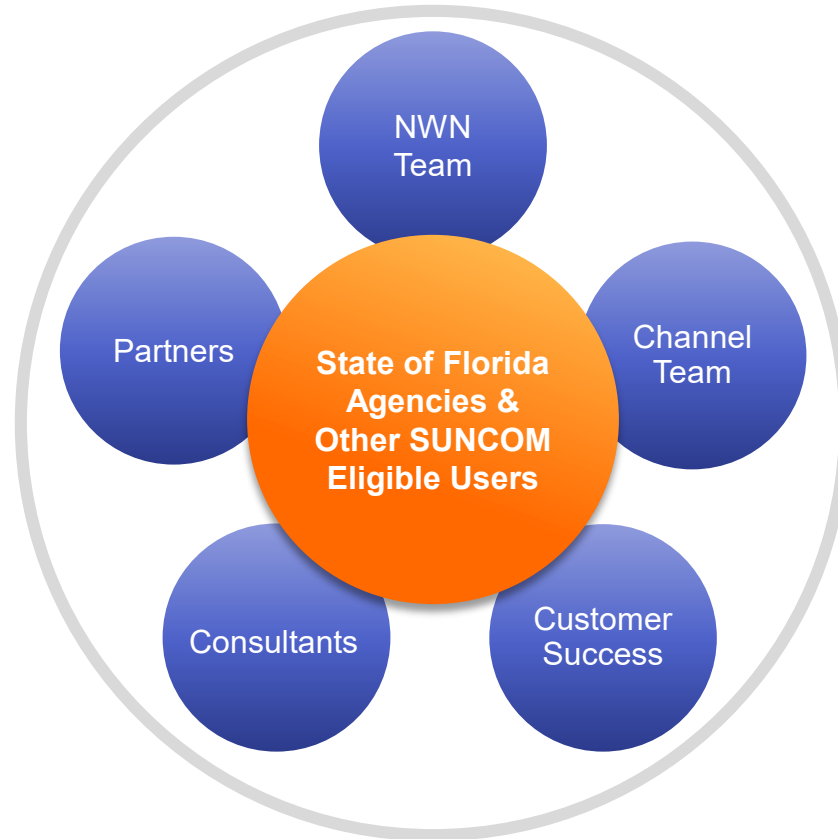 NWN
Team
Partners
Channel
Team
State of Florida
Agencies &
Other SUNCOM
Eligible Users
Consultants
Customer
Success